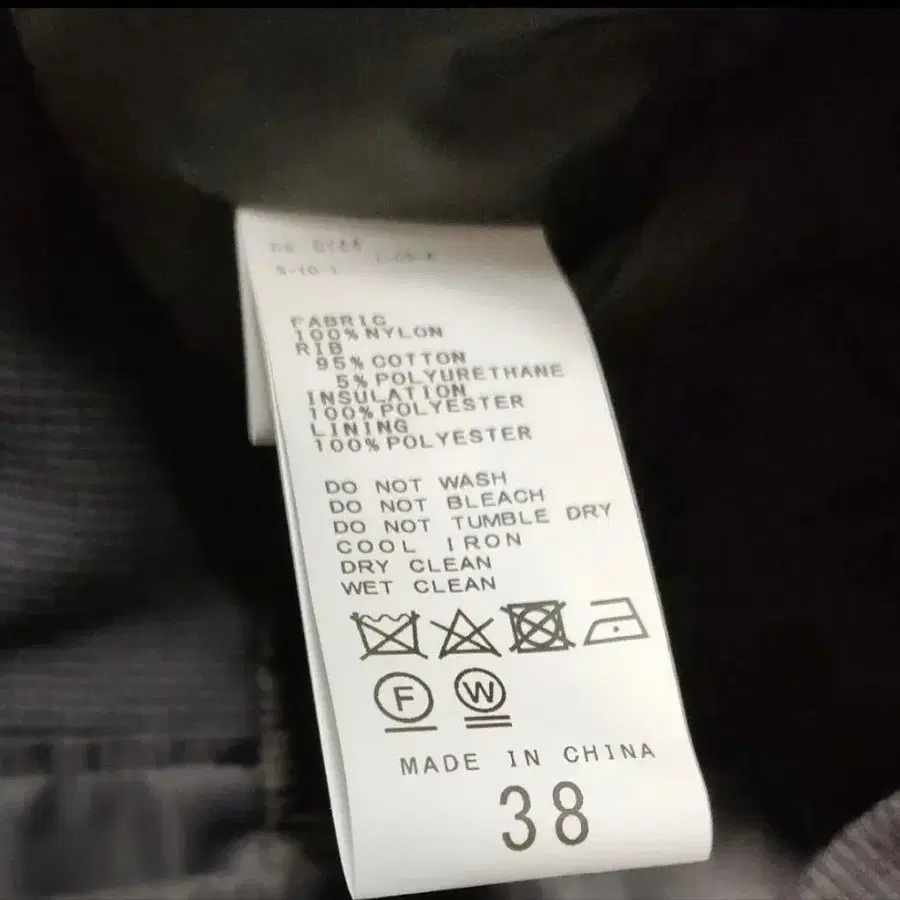 FABRIC
100% NYLON
RIB
95% COTTON
5% POLYURETHANE
INSULATION
100% POLYESTER
LINING
100% POLYESTER
DO NOT WASH
DO NOT BLEACH
DO NOT TUMBLE DRY
COOL IRON
DRY CLEAN
WET CLEAN
F W
MADE IN CHINA
38